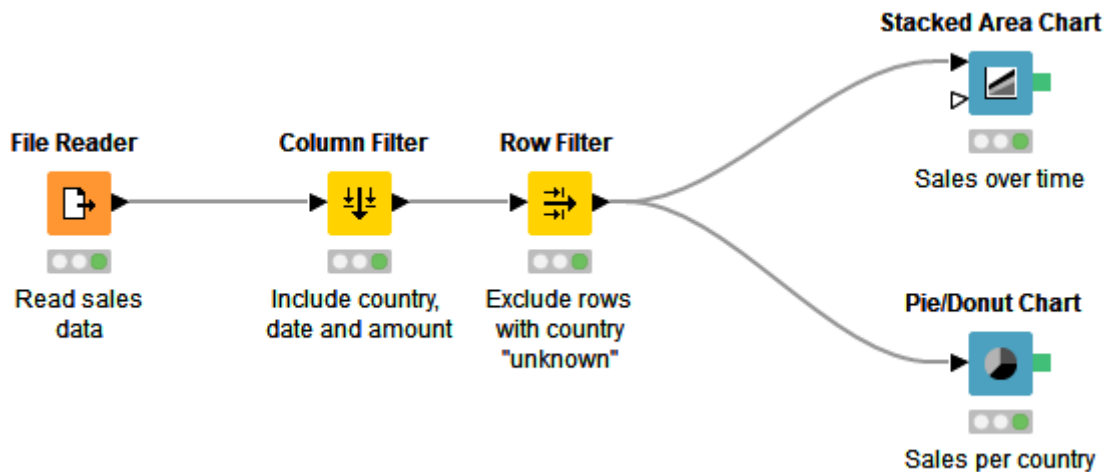 Stacked Area Chart
Sales over time
File Reader
Read sales
data
Column Filter
Include country,
date and amount
Row Filter
Exclude rows
with country
"unknown"
Pie/Donut Chart
Sales per country